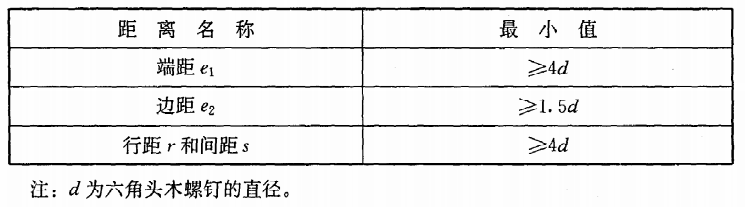 距离名称 最小值
端距 e₁ ≥4d
边距 e₂ ≥1.5d
行距 r 和间距 s ≥4d
注：d 为六角头木螺钉的直径。